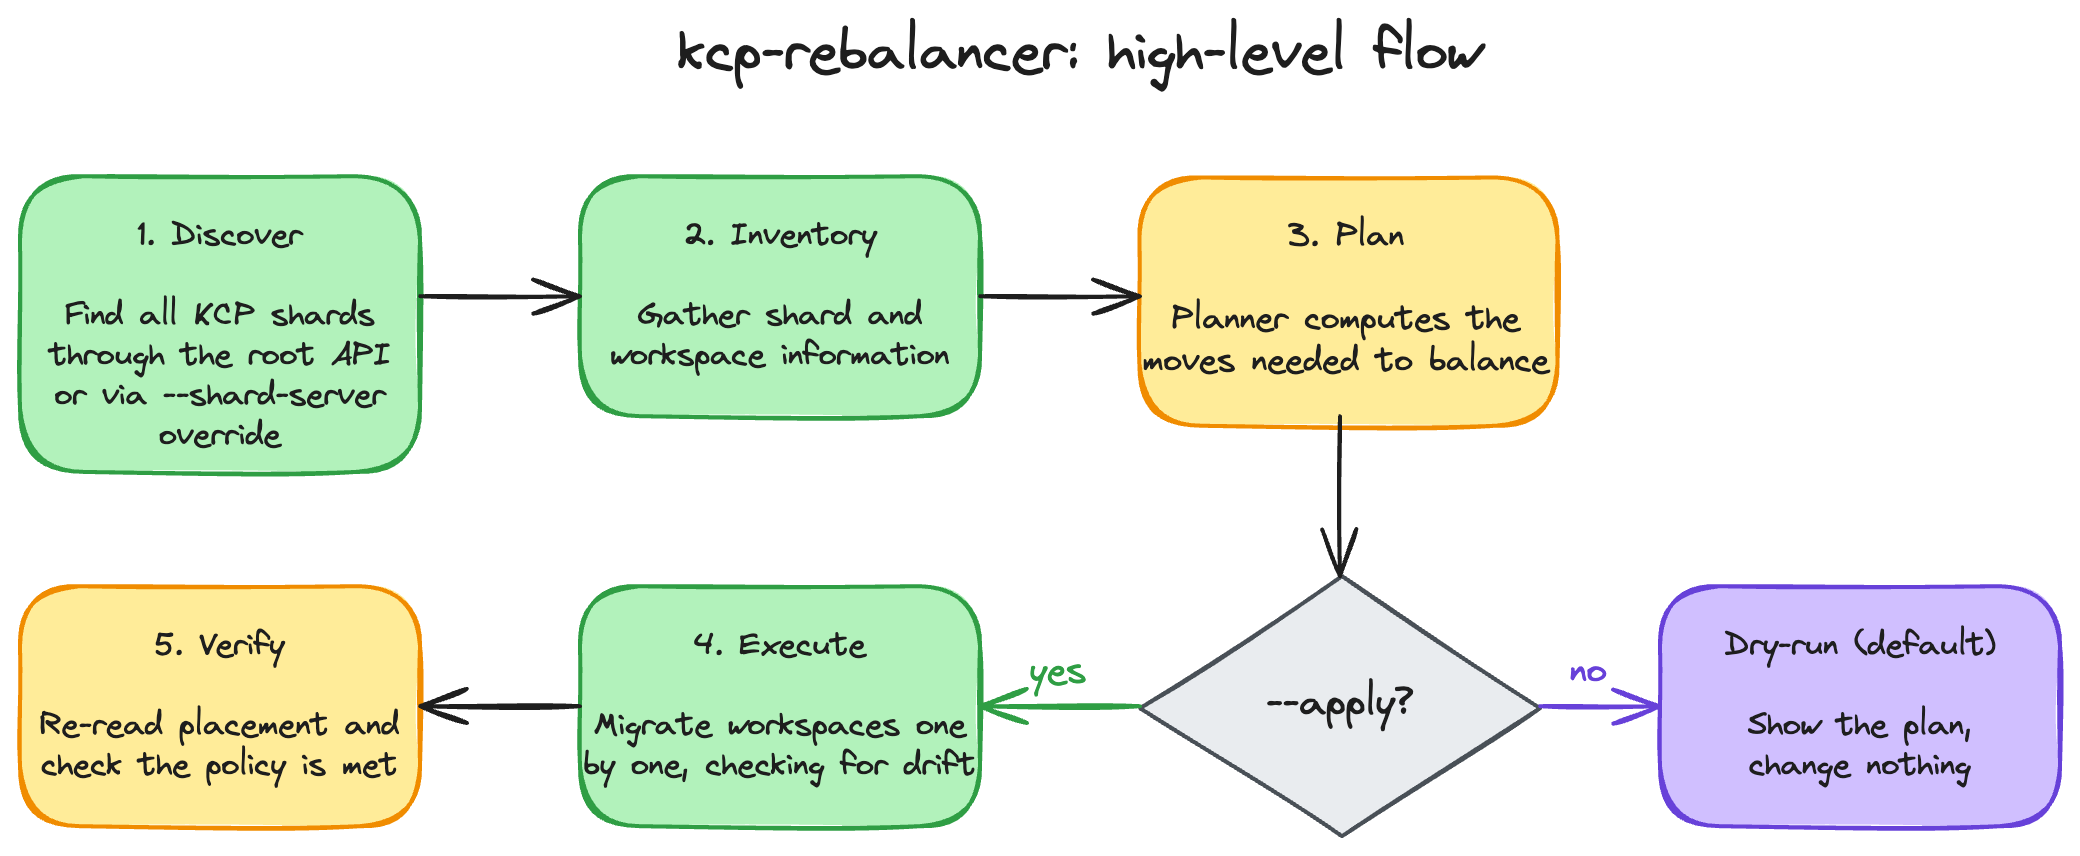 kcp-rebalancer: high-level flow
1. Discover
Find all KCP shards
through the root API
or via --shard-server
override
2. Inventory
Gather shard and
workspace information
3. Plan
Planner computes the
moves needed to balance
--apply?
yes
no
4. Execute
Migrate workspaces one
by one, checking for drift
5. Verify
Re-read placement and
check the policy is met
Dry-run (default)
Show the plan,
change nothing